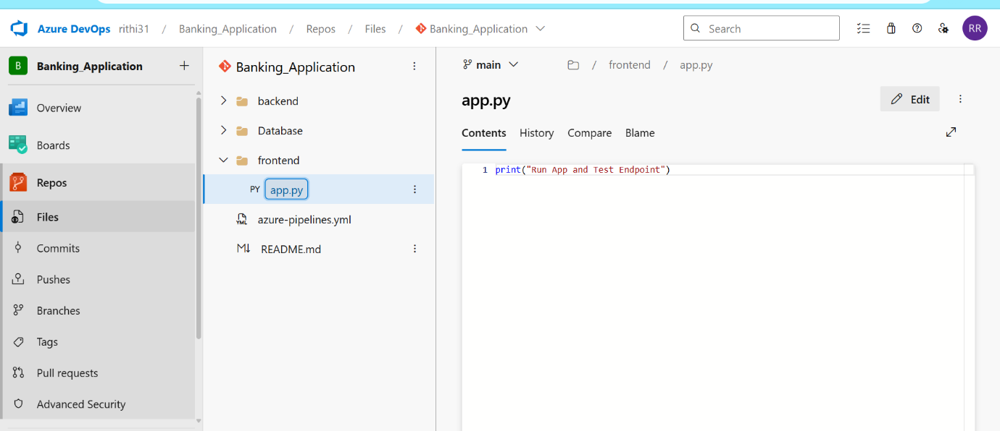 Azure DevOps rithi31 / Banking_Application / Repos / Files / Banking_Application
Search
RR
B Banking_Application
Overview
Boards
Repos
Files
Commits
Pushes
Branches
Tags
Pull requests
Advanced Security
Banking_Application
backend
Database
frontend
PY app.py
YML azure-pipelines.yml
M↓ README.md
main / frontend / app.py
app.py
Edit
Contents History Compare Blame
1 print("Run App and Test Endpoint")